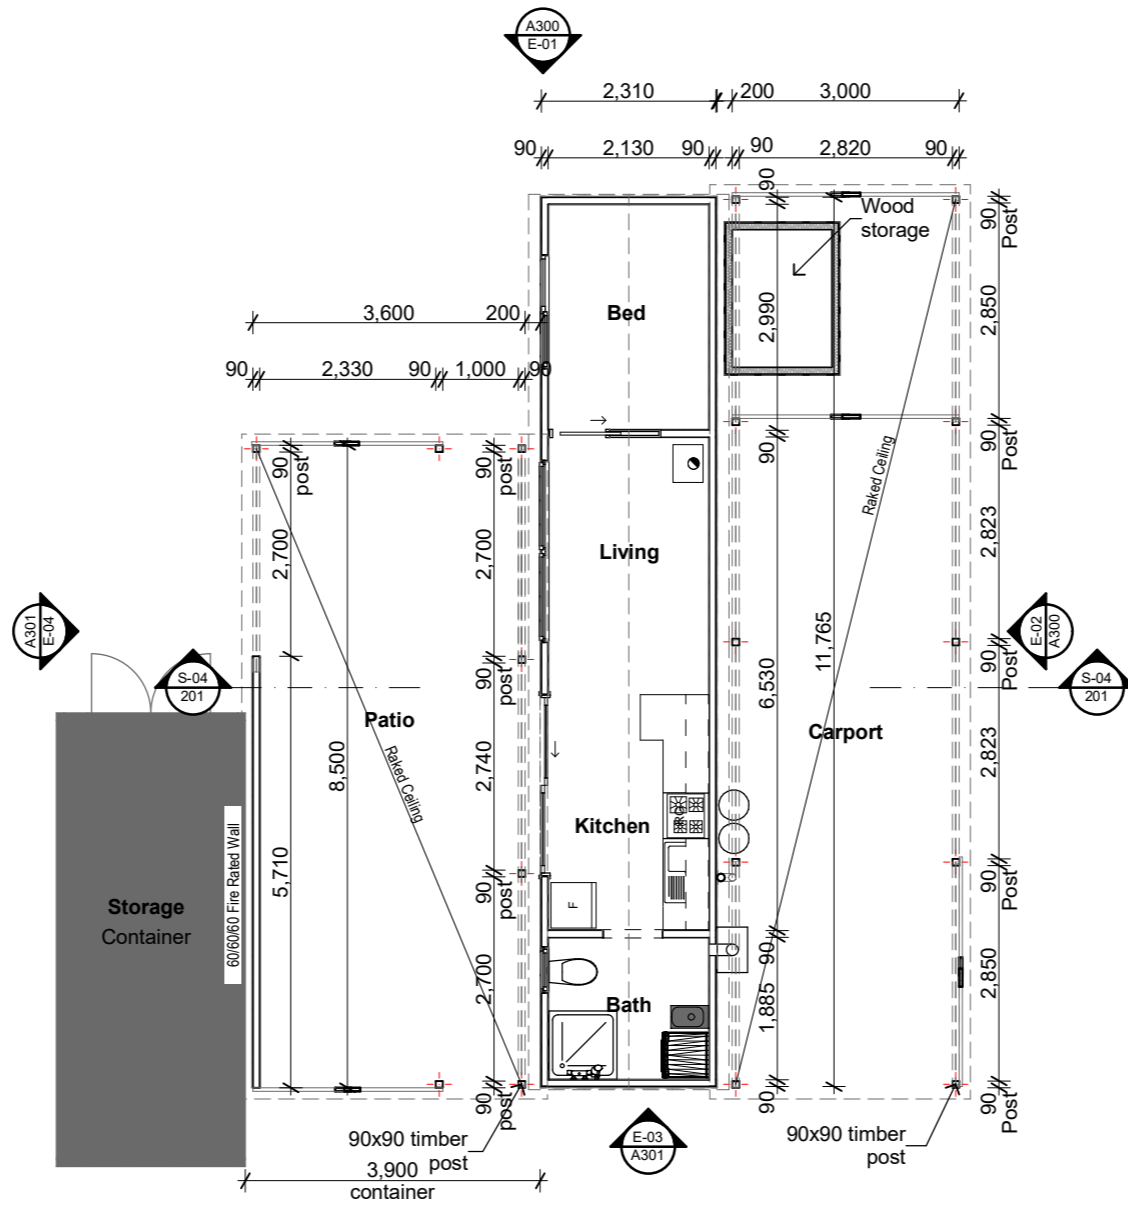 A300
E-01
2,310
200
3,000
90
2,130
90
90
2,820
90
90
Wood
storage
90
Post
2,850
2,990
Bed
3,600
200
90
2,330
90
1,000
90
90
post
90
post
90
90
Post
Raked Ceiling
2,700
2,700
Living
2,823
A301
E-04
E-02
A300
S-04
201
90
post
6,530
11,765
90
Post
S-04
201
Patio
Carport
Raked Ceiling
8,500
2,740
2,823
Kitchen
RG
5,710
60/60/60 Fire Rated Wall
90
post
F
90
Post
Storage
Container
90
2,700
2,850
1,885
Bath
90
post
90
90
Post
90x90 timber
post
E-03
A301
90x90 timber
post
3,900
container